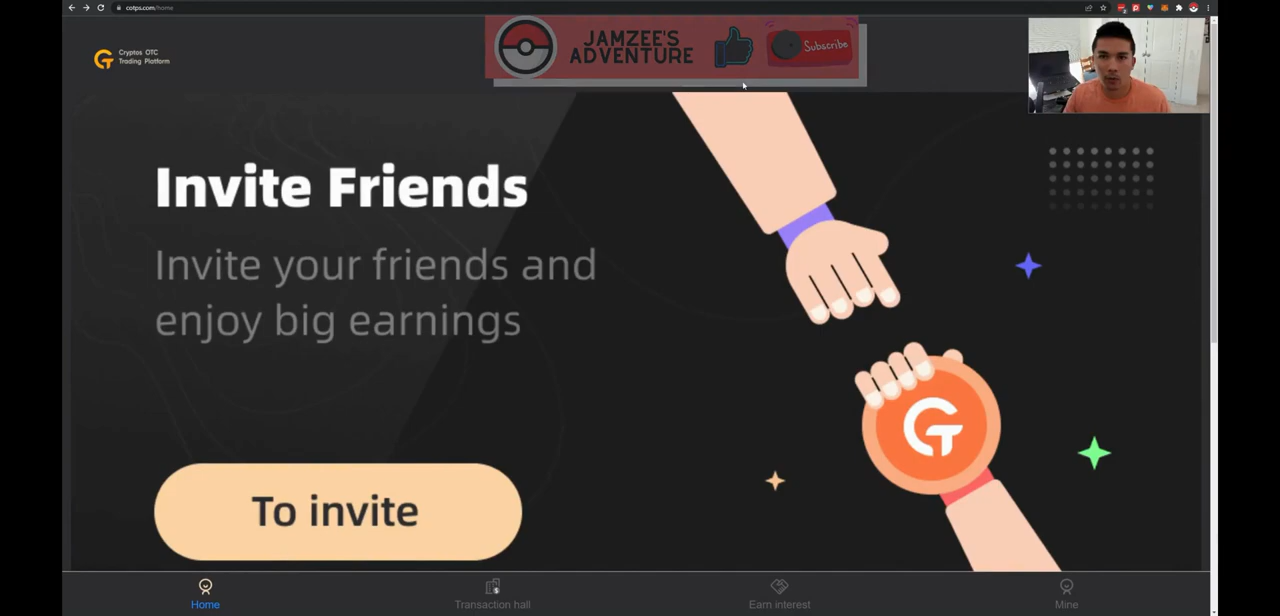 cotps.com/home
Cryptos OTC
Trading Platform
JAMZEE'S
ADVENTURE
Subscribe
Invite Friends
Invite your friends and
enjoy big earnings
To invite
Home
Transaction hall
Earn interest
Mine